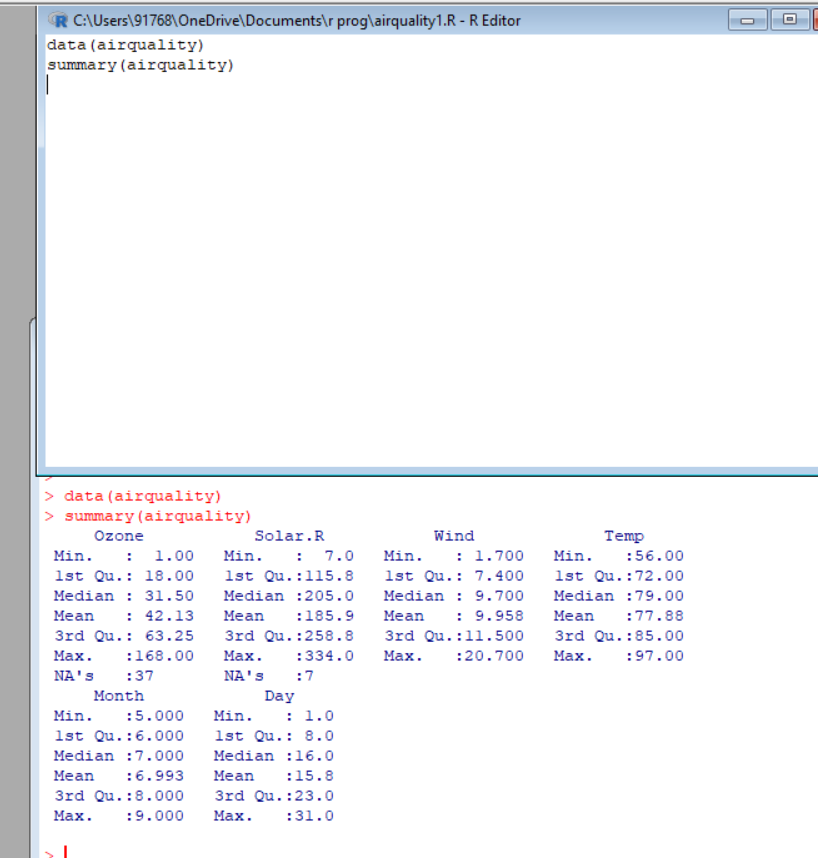 C:\Users\91768\OneDrive\Documents\r prog\airquality1.R - R Editor
data(airquality)
summary(airquality)
>
> data(airquality)
> summary(airquality)
     Ozone           Solar.R           Wind             Temp
 Min.   :  1.00   Min.   :  7.0   Min.   : 1.700   Min.   :56.00
 1st Qu.: 18.00   1st Qu.:115.8   1st Qu.: 7.400   1st Qu.:72.00
 Median : 31.50   Median :205.0   Median : 9.700   Median :79.00
 Mean   : 42.13   Mean   :185.9   Mean   : 9.958   Mean   :77.88
 3rd Qu.: 63.25   3rd Qu.:258.8   3rd Qu.:11.500   3rd Qu.:85.00
 Max.   :168.00   Max.   :334.0   Max.   :20.700   Max.   :97.00
 NA's   :37       NA's   :7
     Month            Day
 Min.   :5.000   Min.   : 1.0
 1st Qu.:6.000   1st Qu.: 8.0
 Median :7.000   Median :16.0
 Mean   :6.993   Mean   :15.8
 3rd Qu.:8.000   3rd Qu.:23.0
 Max.   :9.000   Max.   :31.0
>